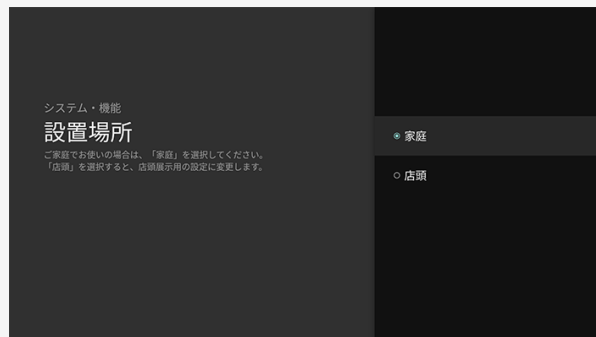 システム・機能
設置場所
ご家庭でお使いの場合は、「家庭」を選択してください。
「店頭」を選択すると、店頭展示用の設定に変更します。
家庭
店頭